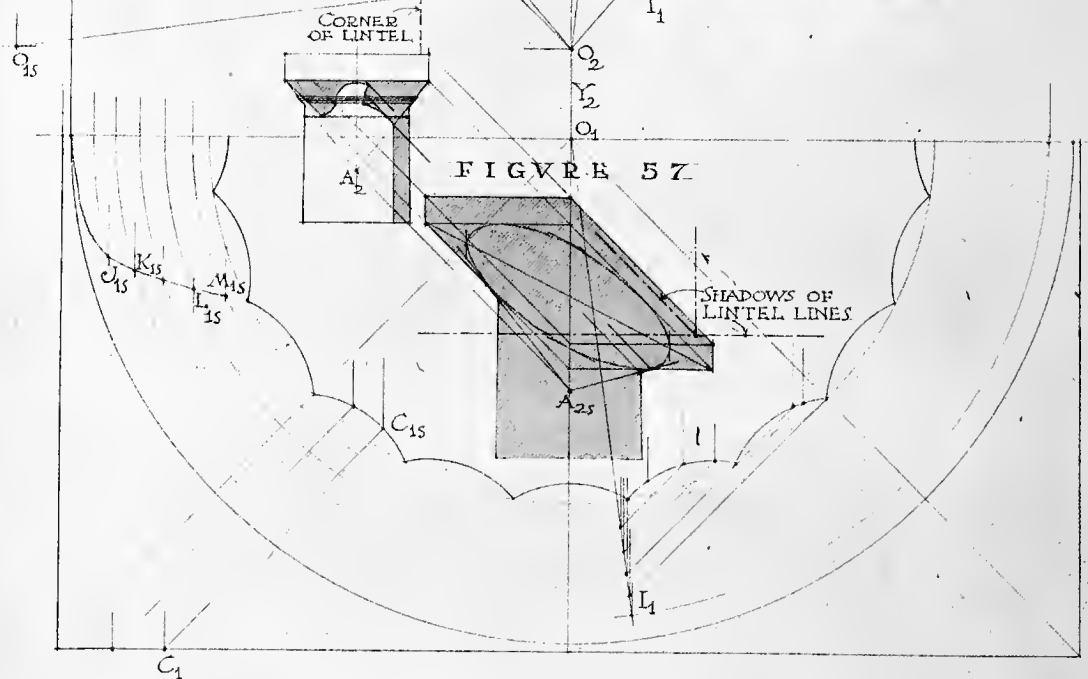 I₁
CORNER
OF LINTEL
O₁s
O₂
Y₂
O₁
FIGVRE 57
A₂
J₁s
K₁s
L₁s
M₁s
SHADOWS OF
LINTEL LINES
A₂s
C₁s
I₁
C₁